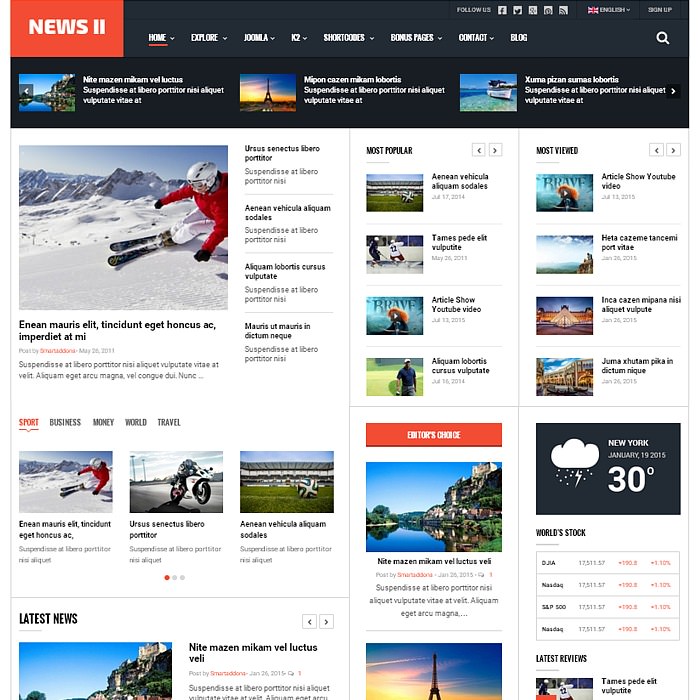 NEWS II
FOLLOW US
ENGLISH
SIGN UP
HOME
EXPLORE
JOOMLA
K2
SHORTCODES
BONUS PAGES
CONTACT
BLOG
Nite mazen mikam vel luctus
Suspendisse at libero porttitor nisi aliquet
vulputate vitae at
Mipon cazen mikam lobortis
Suspendisse at libero porttitor nisi aliquet
vulputate vitae at
Xuma pizan sumas lobortis
Suspendisse at libero porttitor nisi aliquet
vulputate vitae at
Enean mauris elit, tincidunt eget honcus ac,
imperdiet at mi
Post by Smartaddons - May 26, 2011
Suspendisse at libero porttitor nisi aliquet vulputate vitae at
velit. Aliquam eget arcu magna, vel congue dui. Nunc ...
Ursus senectus libero
porttitor
Suspendisse at libero
porttitor nisi
Aenean vehicula aliquam
sodales
Suspendisse at libero
porttitor nisi
Aliquam lobortis cursus
vulputate
Suspendisse at libero
porttitor nisi
Mauris ut mauris in
dictum neque
Suspendisse at libero
porttitor nisi
MOST POPULAR
Aenean vehicula
aliquam sodales
Jul 17, 2014
Tames pede elit
vulputite
May 26, 2011
BRAVE
Article Show
Youtube video
Jul 13, 2015
Aliquam lobortis
cursus vulputate
Jul 16, 2014
MOST VIEWED
BRAVE
Article Show Youtube
video
Jul 13, 2015
Heta cazeme tancemi
port vitae
Jan 26, 2015
Inca cazen mipana nisi
aliquet vulpute
Jan 26, 2015
Juma xhutam pika in
dictum nique
Jan 26, 2015
SPORT
BUSINESS
MONEY
WORLD
TRAVEL
Enean mauris elit, tincidunt
eget honcus ac,
Suspendisse at libero porttitor
nisi aliquet
Ursus senectus libero
porttitor
Suspendisse at libero porttitor
nisi aliquet
Aenean vehicula aliquam
sodales
Suspendisse at libero porttitor
nisi aliquet
EDITOR'S CHOICE
Nite mazen mikam vel luctus veli
Post by Smartaddons - Jan 26, 2015 - 1
Suspendisse at libero porttitor nisi
aliquet vulputate vitae at velit. Aliquam
eget arcu magna,...
NEW YORK
JANUARY, 19 2015
30°
WORLD'S STOCK
DJIA 17,511.57 +190.8 +1.10%
Nasdaq 17,511.57 +190.8 +1.10%
S&P 500 17,511.57 +190.8 +1.10%
Nasdaq 17,511.57 +190.8 +1.10%
LATEST REVIEWS
Tames pede elit
vulputite
LATEST NEWS
Nite mazen mikam vel luctus
veli
Post by Smartaddons - Jan 26, 2015 - 1
Suspendisse at libero porttitor nisi
aliquet vulputate vitae at velit. Aliquam eget arcu